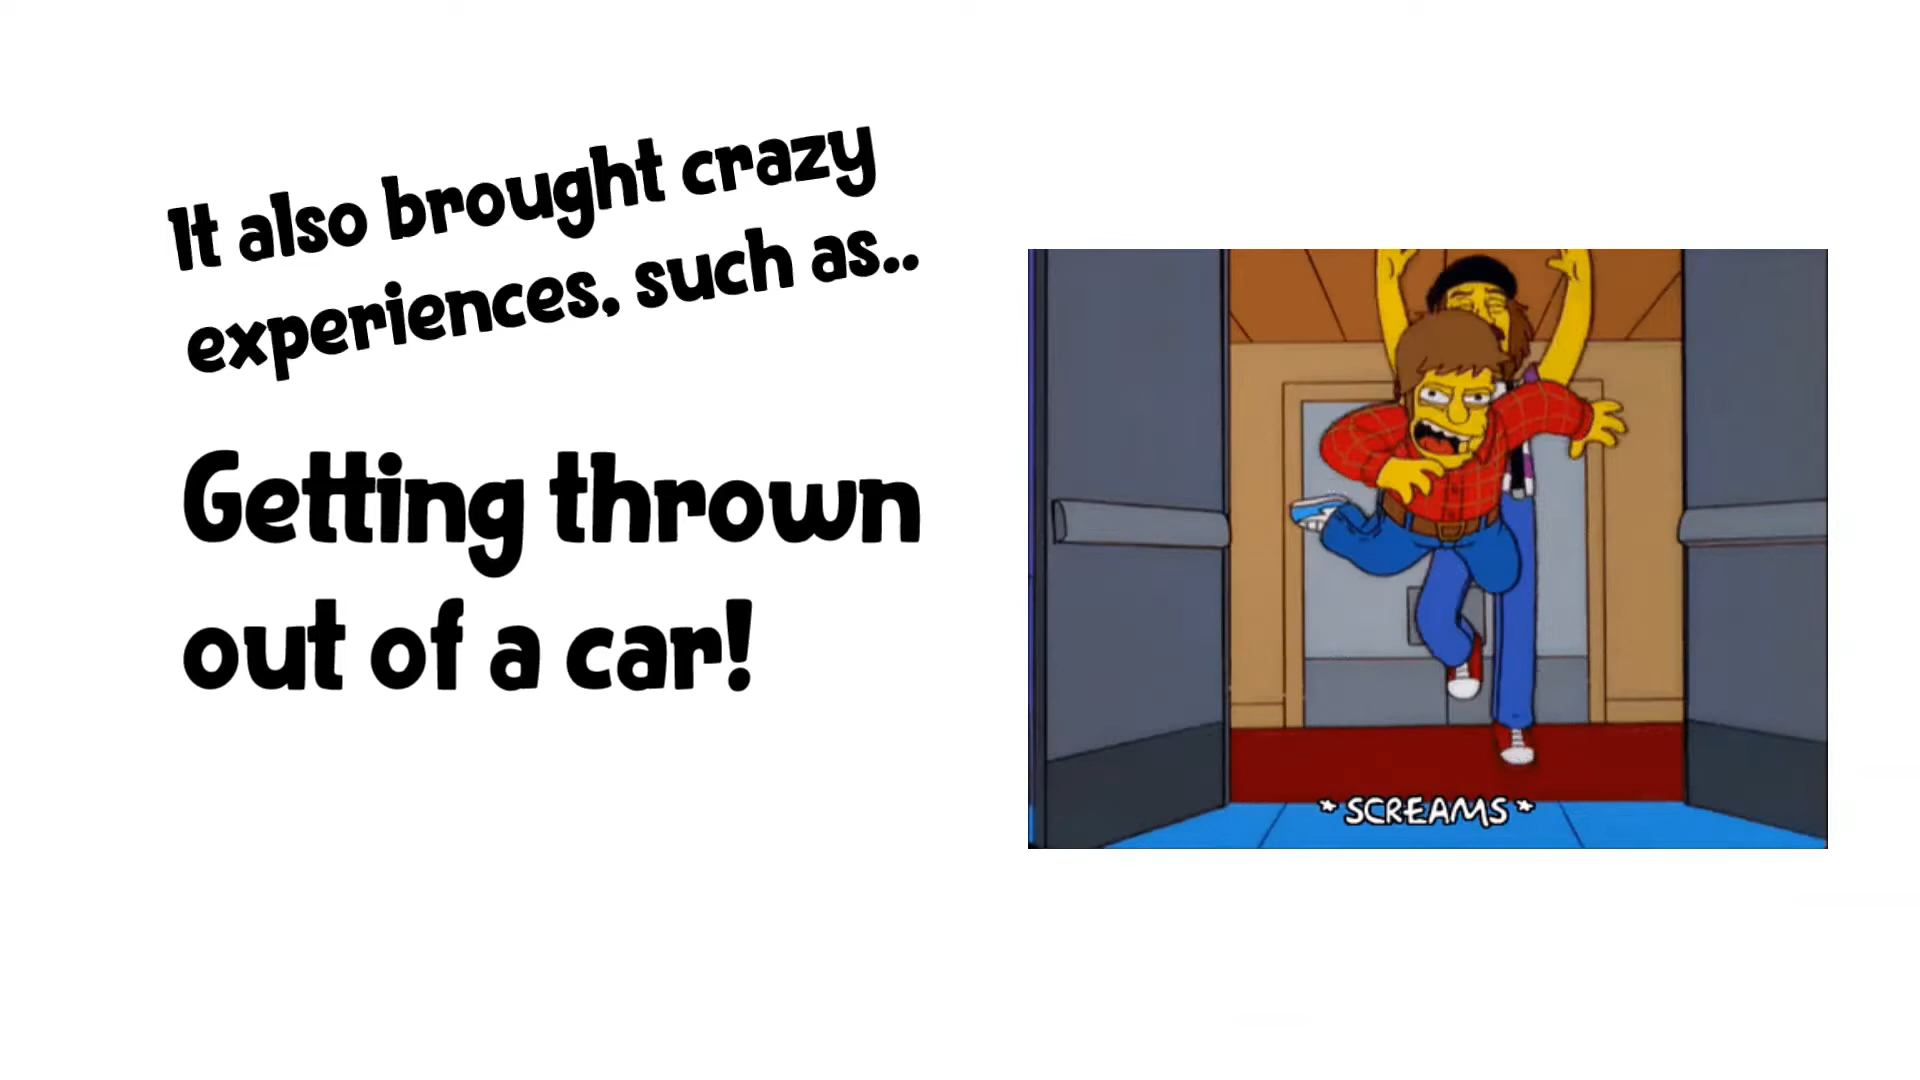 It also brought crazy
experiences, such as..
Getting thrown
out of a car!
*SCREAMS*